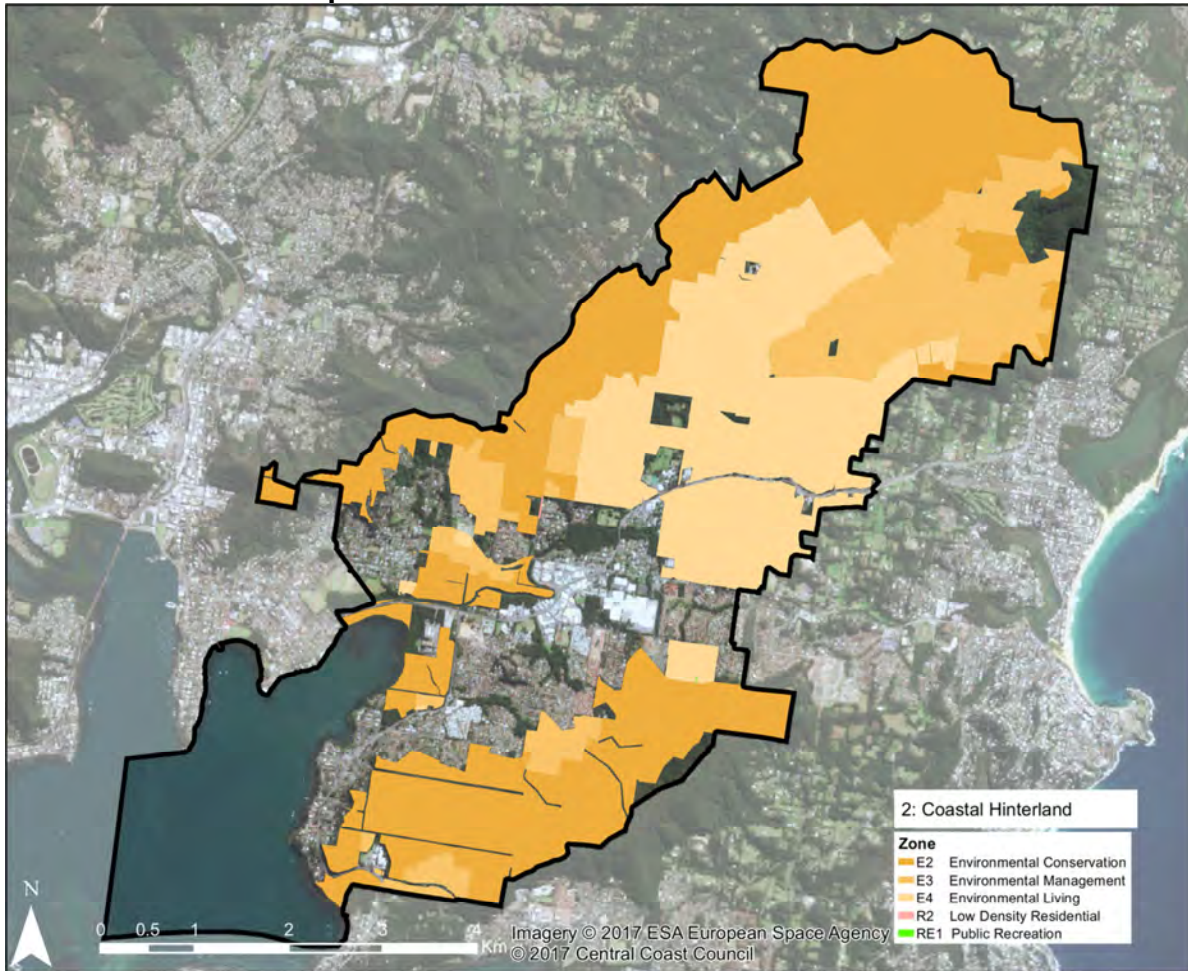 2: Coastal Hinterland
Zone
E2 Environmental Conservation
E3 Environmental Management
E4 Environmental Living
R2 Low Density Residential
RE1 Public Recreation
N
0 0.5 1 2 3 4
Km
Imagery © 2017 ESA European Space Agency
© 2017 Central Coast Council